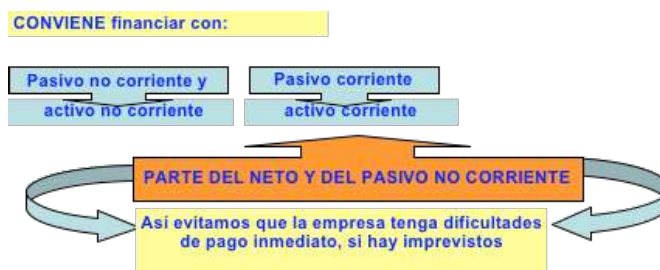 CONVIENE financiar con:
Pasivo no corriente y
activo no corriente
Pasivo corriente
activo corriente
PARTE DEL NETO Y DEL PASIVO NO CORRIENTE
Así evitamos que la empresa tenga dificultades
de pago inmediato, si hay imprevistos